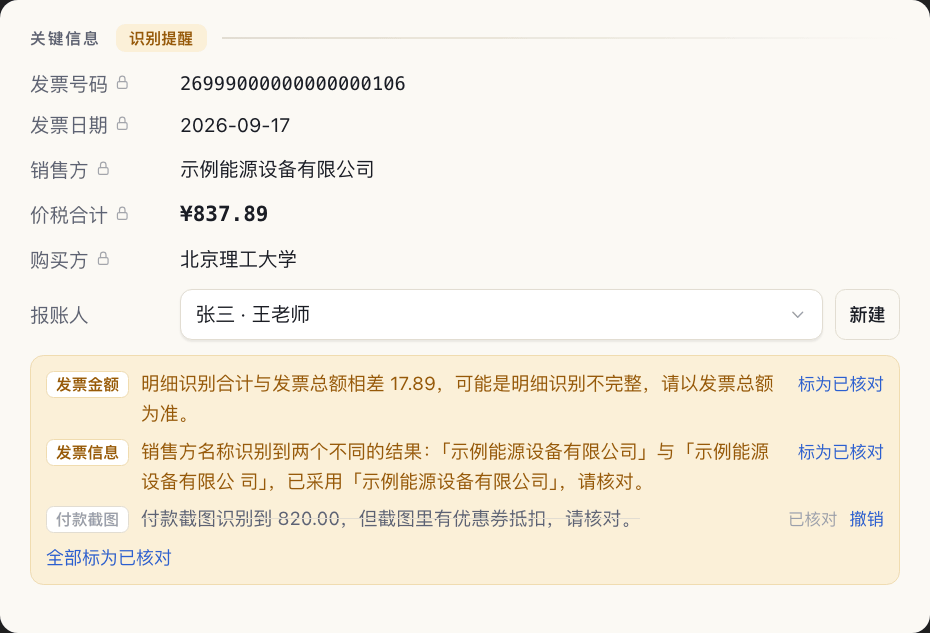 关键信息 识别提醒
发票号码 26999000000000000106
发票日期 2026-09-17
销售方 示例能源设备有限公司
价税合计 ¥837.89
购买方 北京理工大学
报账人 张三 · 王老师 新建
发票金额 明细识别合计与发票总额相差 17.89，可能是明细识别不完整，请以发票总额 标为已核对
为准。
发票信息 销售方名称识别到两个不同的结果：「示例能源设备有限公司」与「示例能源 标为已核对
设备有限公 司」，已采用「示例能源设备有限公司」，请核对。
付款截图 付款截图识别到 820.00，但截图里有优惠券抵扣，请核对。 已核对 撤销
全部标为已核对